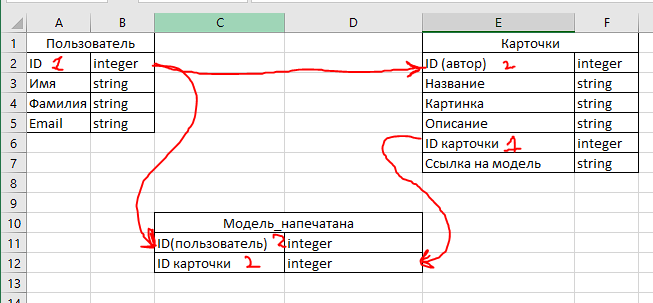 A B C D E F
1 Пользователь Карточки
2 ID 1 integer ID (автор) 2 integer
3 Имя string Название string
4 Фамилия string Картинка string
5 Email string Описание string
6 ID карточки 1 integer
7 Ссылка на модель string
8
9
10 Модель_напечатана
11 ID(пользователь) 2 integer
12 ID карточки 2 integer
13